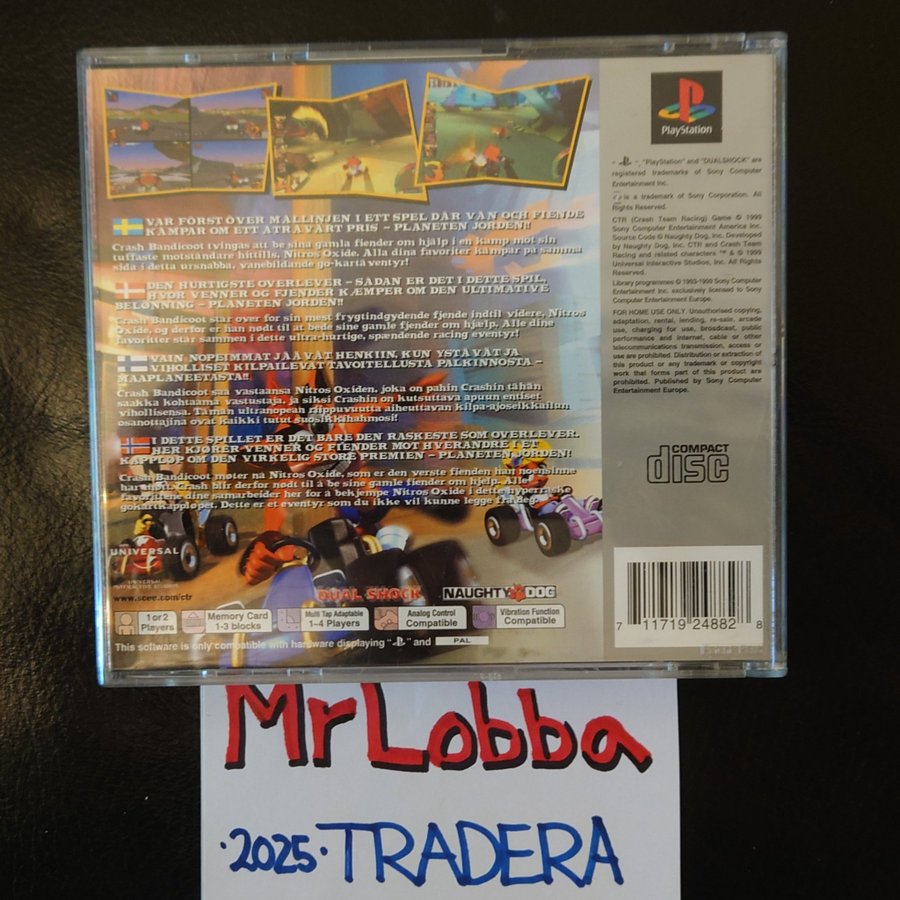 VAR FÖRST ÖVER MÅLLINJEN I ETT SPEL DÄR VÄN OCH FIENDE
KÄMPAR OM ETT ÅTRÅVÄRT PRIS – PLANETEN JORDEN!!
Crash Bandicoot tvingas att be sina gamla fiender om hjälp i en kamp mot sin
tuffaste motståndare hittills, Nitros Oxide. Alla dina favoriter kämpar på samma
sida i detta ursnabba, vanebildande go-kartäventyr!
DEN HURTIGSTE OVERLEVER – SÅDAN ER DET I DETTE SPIL,
HVOR VENNER OG FJENDER KÆMPER OM DEN ULTIMATIVE
BELØNNING – PLANETEN JORDEN!!
Crash Bandicoot står over for sin mest frygtindgydende fjende indtil videre, Nitros
Oxide, og derfor er han nødt til at bede sine gamle fjender om hjælp. Alle dine
favoritter står sammen i dette ultra-hurtige, spændende racing eventyr!
VAIN NOPEIMMAT JÄÄVÄT HENKIIN, KUN YSTÄVÄT JA
VIHOLLISET KILPAILEVAT TAVOITELLUSTA PALKINNOSTA –
MAAPLANEETASTA!!
Crash Bandicoot saa vastaansa Nitros Oxiden, joka on pahin Crashin tähän
saakka kohtaama vastustaja, ja siksi Crashin on kutsuttava apuun entiset
vihollisensa. Tämän ultranopean riippuvuutta aiheuttavan kilpa-ajoseikkailun
osanottajina ovat kaikki tutut suosikkihahmosi!
I DETTE SPILLET ER DET BARE DEN RASKESTE SOM OVERLEVER.
HER KJØRER VENNER OG FIENDER MOT HVERANDRE I ET
KAPPLØP OM DEN VIRKELIG STORE PREMIEN – PLANETEN JORDEN!
Crash Bandicoot møter nå Nitros Oxide, som er den verste fienden han noensinne
har møtt. Crash blir derfor nødt til å be sine gamle fiender om hjelp. Alle
favorittene dine samarbeider her for å bekjempe Nitros Oxide i dette hyperraske
gokartkappløpet. Dette er et eventyr som du ikke vil kunne legge fra deg.
UNIVERSAL
UNIVERSAL
INTERACTIVE STUDIOS
www.scee.com/ctr
DUAL SHOCK
NAUGHTY DOG
1 or 2
Players
Memory Card
1-3 blocks
Multi Tap Adaptable
1–4 Players
Analog Control
Compatible
Vibration Function
Compatible
This software is only compatible with hardware displaying " " and PAL
PlayStation
" ", "PlayStation" and "DUALSHOCK" are
registered trademarks of Sony Computer
Entertainment Inc.
" " is a trademark of Sony Corporation. All
Rights Reserved.
CTR (Crash Team Racing) Game © 1999
Sony Computer Entertainment America Inc.
Source Code © Naughty Dog, Inc. Developed
by Naughty Dog, Inc. CTR and Crash Team
Racing and related characters ™ & © 1999
Universal Interactive Studios, Inc. All Rights
Reserved.
Library programmes © 1993-1999 Sony Computer
Entertainment Inc. exclusively licensed to Sony
Computer Entertainment Europe.
FOR HOME USE ONLY. Unauthorised copying,
adaptation, rental, lending, re-sale, arcade
use, charging for use, broadcast, public
performance and internet, cable or other
telecommunications transmission, access or
use are prohibited. Distribution or extraction of
this product or any trademark or copyright
work that forms part of this product are
prohibited. Published by Sony Computer
Entertainment Europe.
COMPACT
disc
7 11719 24882 8
MrLobba
·2025·TRADERA